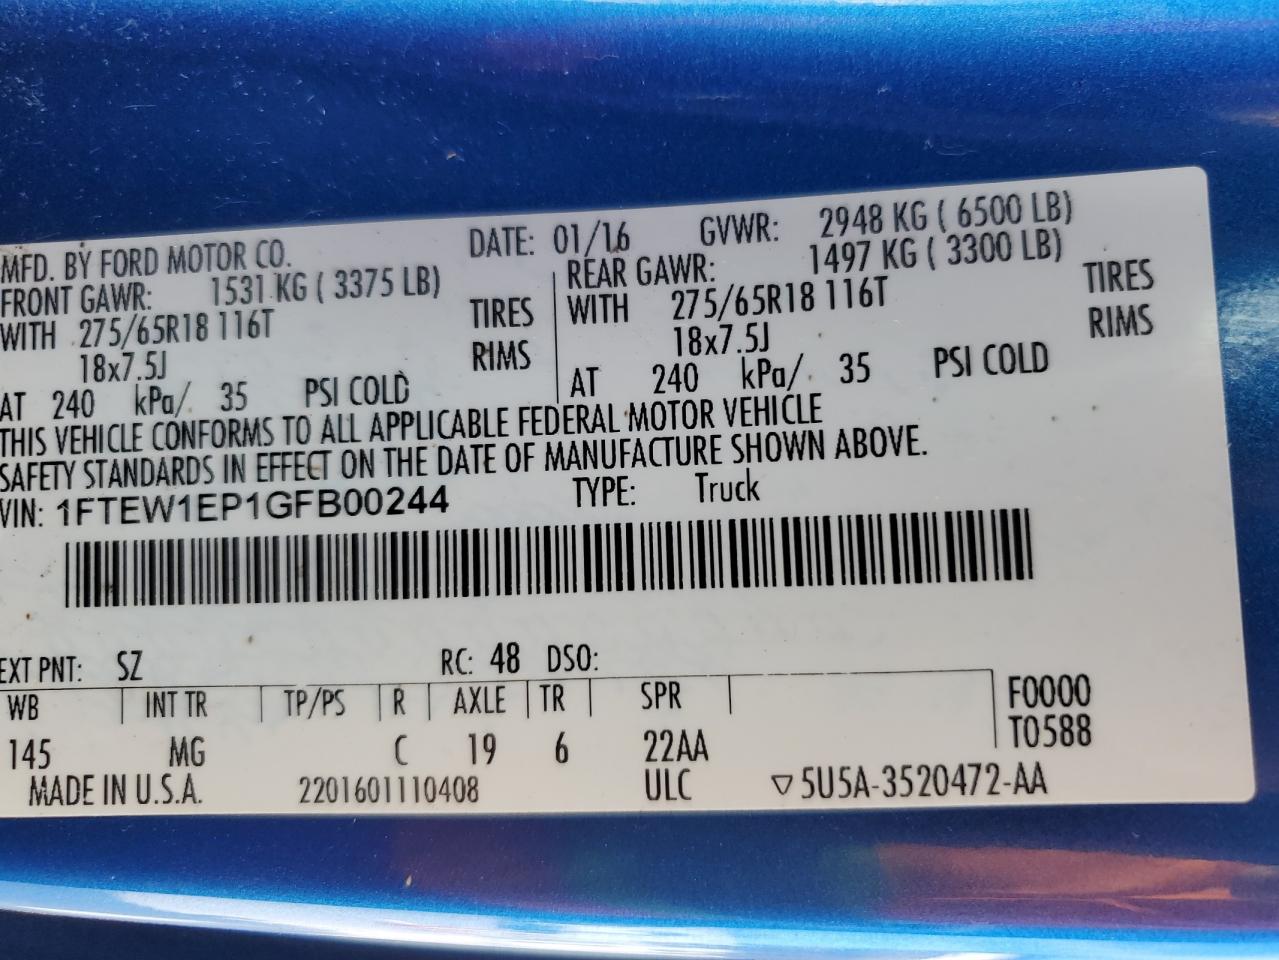 MFD. BY FORD MOTOR CO. DATE: 01/16 GVWR: 2948 KG ( 6500 LB)
FRONT GAWR: 1531 KG ( 3375 LB) REAR GAWR: 1497 KG ( 3300 LB)
WITH 275/65R18 116T TIRES WITH 275/65R18 116T TIRES
18x7.5J RIMS 18x7.5J RIMS
AT 240 kPa/ 35 PSI COLD AT 240 kPa/ 35 PSI COLD
THIS VEHICLE CONFORMS TO ALL APPLICABLE FEDERAL MOTOR VEHICLE
SAFETY STANDARDS IN EFFECT ON THE DATE OF MANUFACTURE SHOWN ABOVE.
VIN: 1FTEW1EP1GFB00244 TYPE: Truck
EXT PNT: SZ RC: 48 DSO:
WB INT TR TP/PS R AXLE TR SPR F0000
145 MG C 19 6 22AA T0588
MADE IN U.S.A. 2201601110408 ULC ▽5U5A-3520472-AA